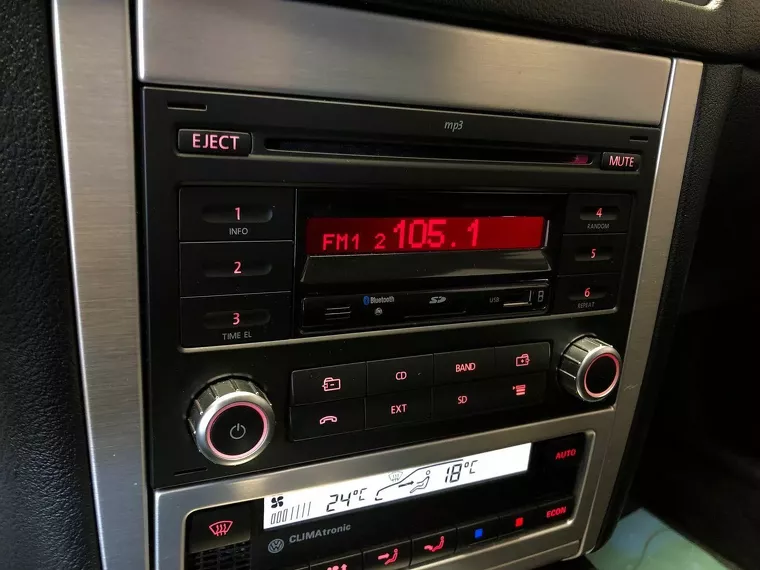 mp3
EJECT
MUTE
1
INFO
2
3
TIME EL
FM1 2 105.1
4
RANDOM
5
6
REPEAT
Bluetooth
SD
USB
CD
BAND
EXT
SD
24°C
18°C
AUTO
CLIMAtronic
ECON